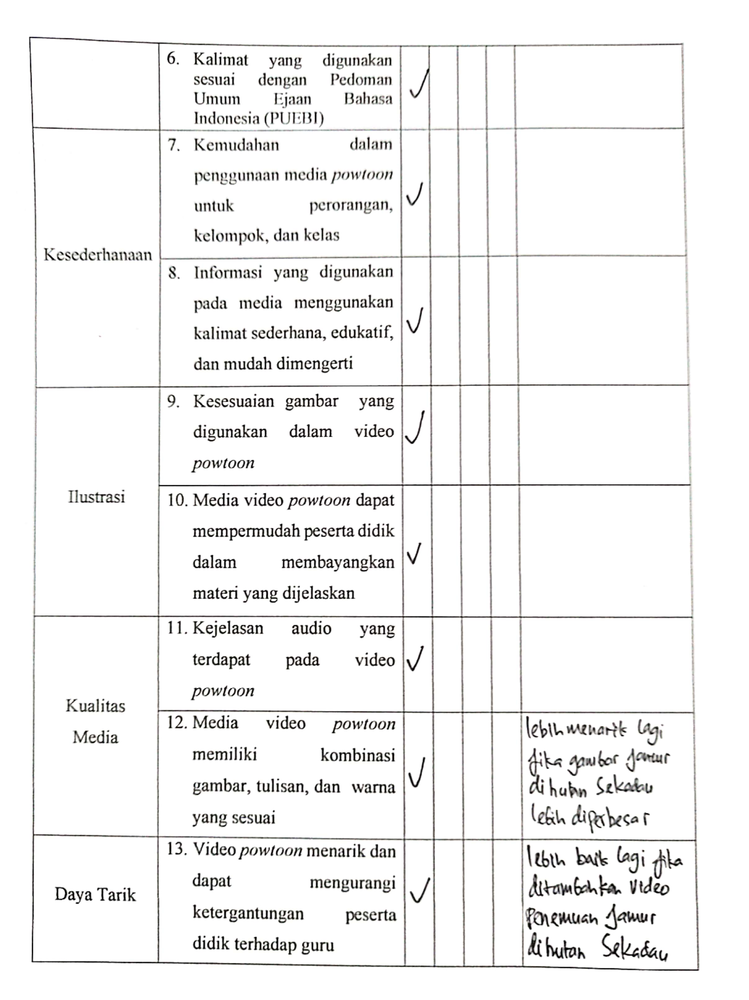 6. Kalimat yang digunakan
sesuai dengan Pedoman
Umum Ejaan Bahasa
Indonesia (PUEBI)
✓
Kesederhanaan
7. Kemudahan dalam
penggunaan media powtoon
untuk perorangan,
kelompok, dan kelas
✓
8. Informasi yang digunakan
pada media menggunakan
kalimat sederhana, edukatif,
dan mudah dimengerti
✓
Ilustrasi
9. Kesesuaian gambar yang
digunakan dalam video
powtoon
✓
10. Media video powtoon dapat
mempermudah peserta didik
dalam membayangkan
materi yang dijelaskan
✓
Kualitas
Media
11. Kejelasan audio yang
terdapat pada video
powtoon
✓
12. Media video powtoon
memiliki kombinasi
gambar, tulisan, dan warna
yang sesuai
✓
lebih menarik lagi
jika gambar jamur
dihutan Sekadau
lebih diperbesar
Daya Tarik
13. Video powtoon menarik dan
dapat mengurangi
ketergantungan peserta
didik terhadap guru
✓
lebih baik lagi jika
ditambahkan video
Penemuan jamur
dihutan Sekadau